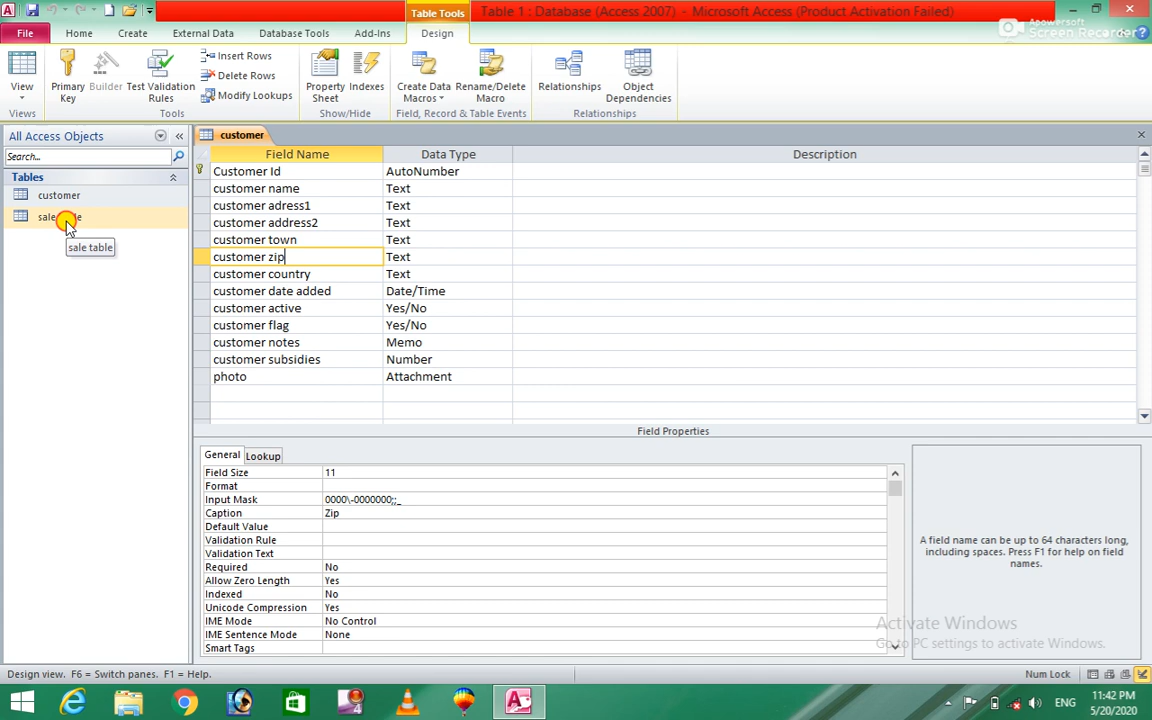 Table Tools
Table 1 : Database (Access 2007) - Microsoft Access (Product Activation Failed)
File
Home
Create
External Data
Database Tools
Add-Ins
Design
Apowersoft
Screen Recorder
View
Primary Key
Builder
Test Validation Rules
Insert Rows
Delete Rows
Modify Lookups
Property Sheet
Indexes
Create Data Macros
Rename/Delete Macro
Relationships
Object Dependencies
Views
Tools
Show/Hide
Field, Record & Table Events
Relationships
All Access Objects
Search...
Tables
customer
sale table
customer
Field Name Data Type Description
Customer Id AutoNumber
customer name Text
customer adress1 Text
customer address2 Text
customer town Text
customer zip Text
customer country Text
customer date added Date/Time
customer active Yes/No
customer flag Yes/No
customer notes Memo
customer subsidies Number
photo Attachment
Field Properties
General Lookup
Field Size 11
Format
Input Mask 0000\-0000000;;_
Caption Zip
Default Value
Validation Rule
Validation Text
Required No
Allow Zero Length Yes
Indexed No
Unicode Compression Yes
IME Mode No Control
IME Sentence Mode None
Smart Tags
A field name can be up to 64 characters long,
including spaces. Press F1 for help on field
names.
Activate Windows
Go to PC settings to activate Windows.
Design view. F6 = Switch panes. F1 = Help.
Num Lock
ENG
11:42 PM
5/20/2020